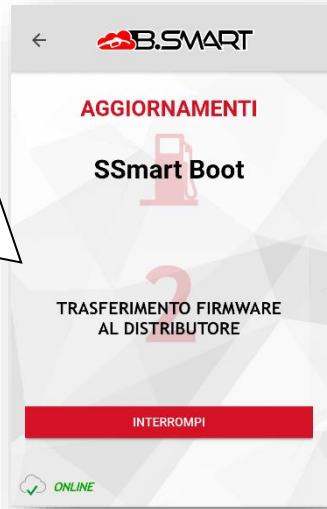 B.SMART
AGGIORNAMENTI
SSmart Boot
2
TRASFERIMENTO FIRMWARE
AL DISTRIBUTORE
INTERROMPI
ONLINE